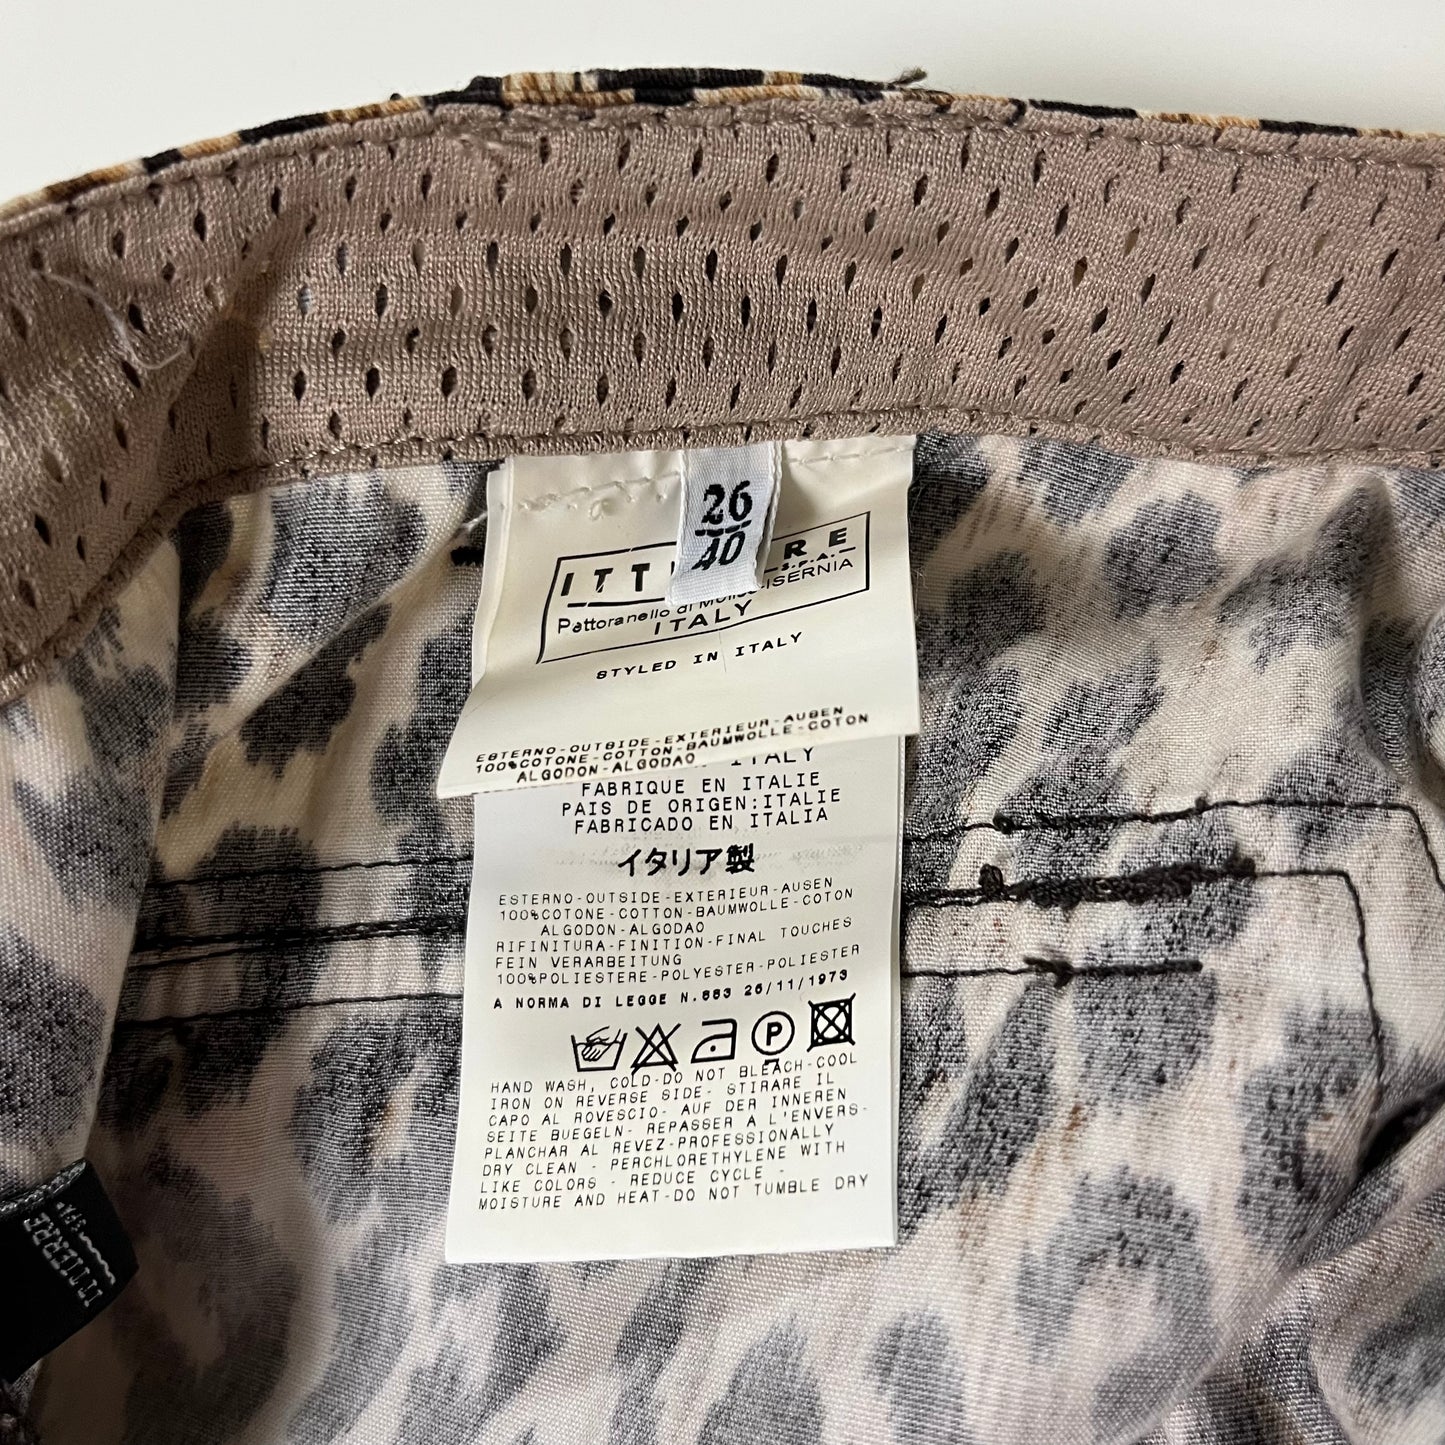 26
40
ITTIERRE
S.P.A.
Pettoranello di Molise-ISERNIA
ITALY
STYLED IN ITALY
ESTERNO-OUTSIDE-EXTERIEUR-AUSEN
100%COTONE-COTTON-BAUMWOLLE-COTON
ALGODON-ALGODAO
ITALY
FABRIQUE EN ITALIE
PAIS DE ORIGEN:ITALIE
FABRICADO EN ITALIA
イタリア製
ESTERNO-OUTSIDE-EXTERIEUR-AUSEN
100%COTONE-COTTON-BAUMWOLLE-COTON
ALGODON-ALGODAO
RIFINITURA-FINITION-FINAL TOUCHES
FEIN VERARBEITUNG
100%POLIESTERE-POLYESTER-POLIESTER
A NORMA DI LEGGE N.883 26/11/1973
P
HAND WASH, COLD-DO NOT BLEACH-COOL
IRON ON REVERSE SIDE- STIRARE IL
CAPO AL ROVESCIO- AUF DER INNEREN
SEITE BUEGELN- REPASSER A L'ENVERS-
PLANCHAR AL REVEZ-PROFESSIONALLY
DRY CLEAN - PERCHLORETHYLENE WITH
LIKE COLORS - REDUCE CYCLE -
MOISTURE AND HEAT-DO NOT TUMBLE DRY
ITTIERRE
SPA